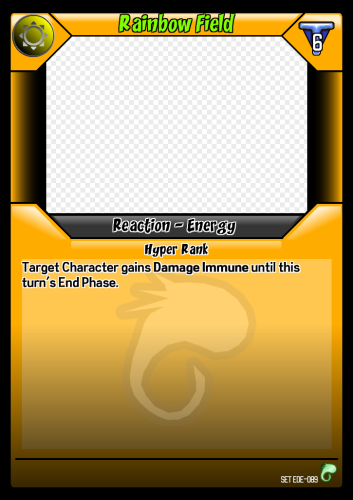 Rainbow Field
6
Reaction - Energy
Hyper Rank
Target Character gains Damage Immune until this
turn's End Phase.
SET EDE-089